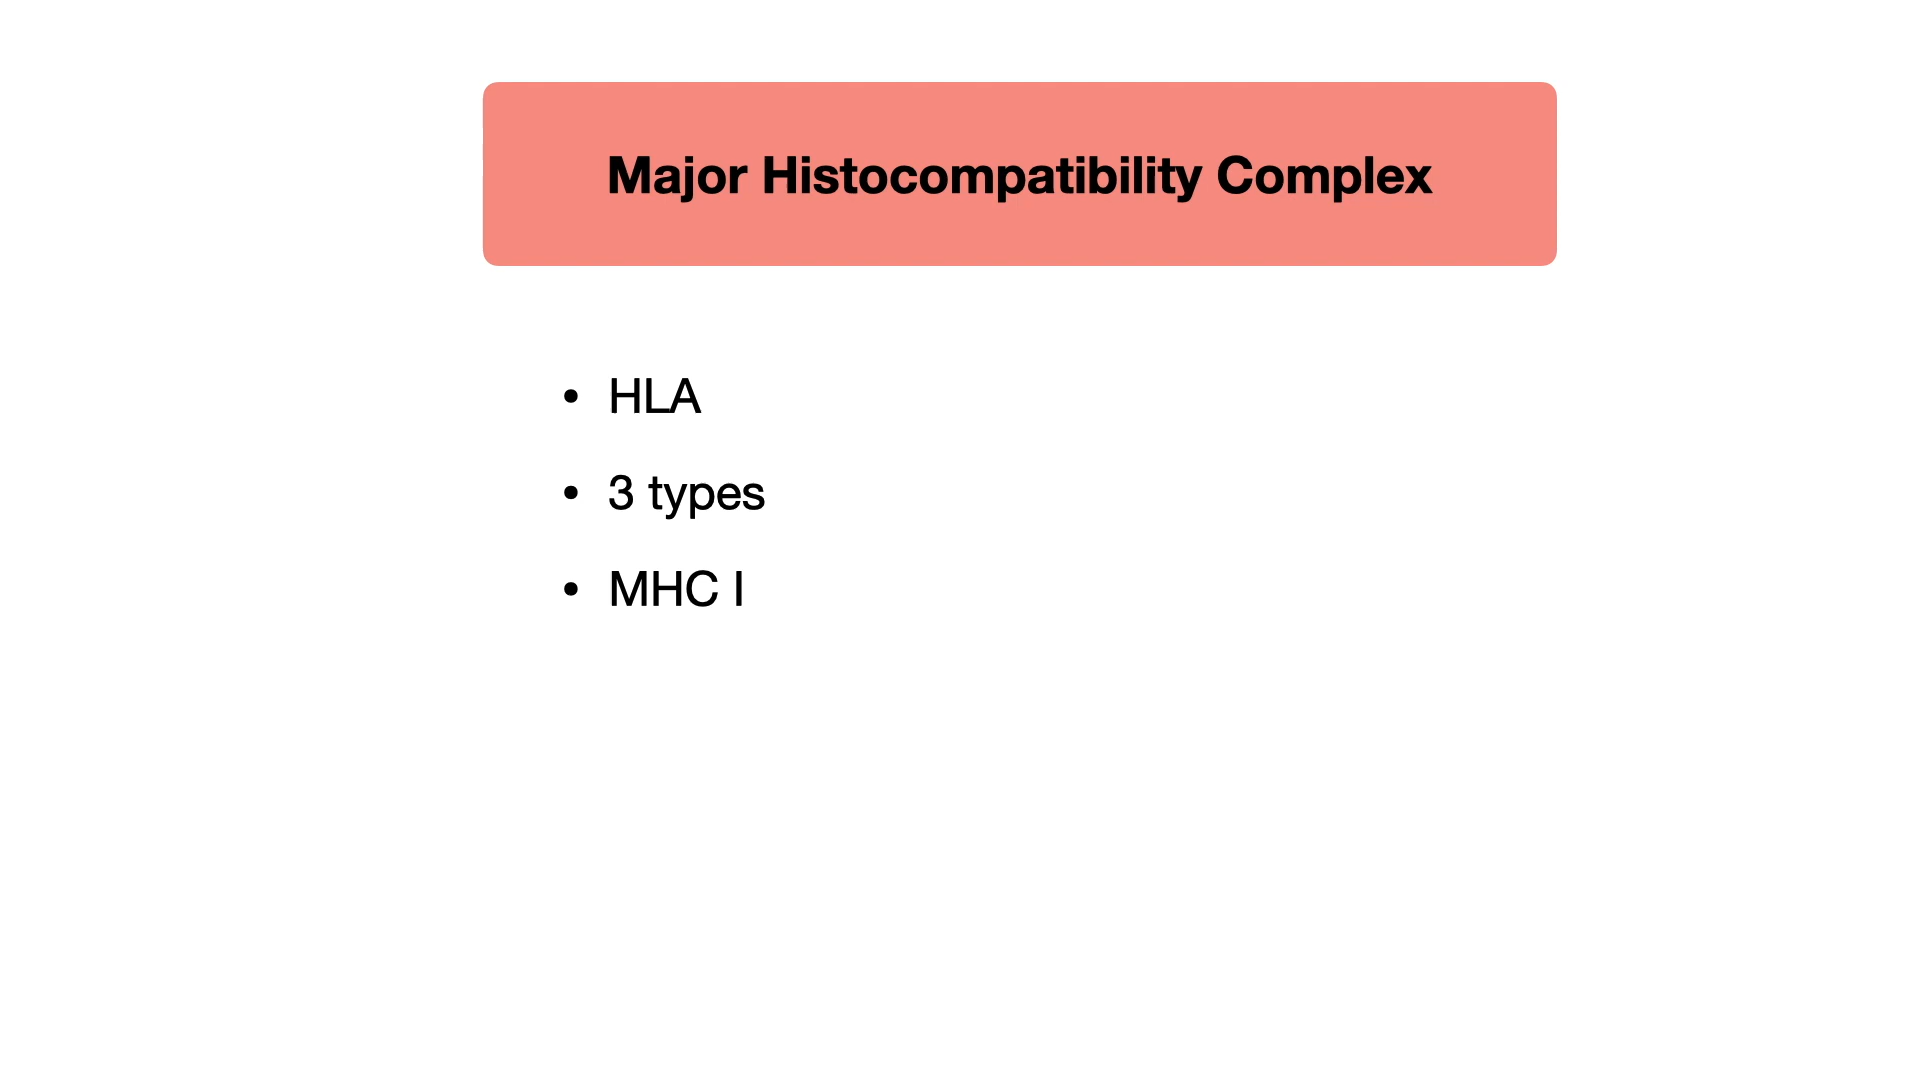 Major Histocompatibility Complex
• HLA
• 3 types
• MHC I